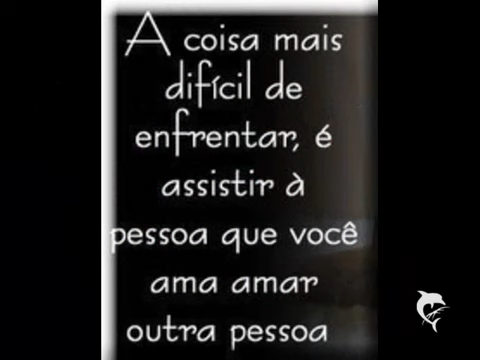 A coisa mais
difícil de
enfrentar, é
assistir à
pessoa que você
ama amar
outra pessoa